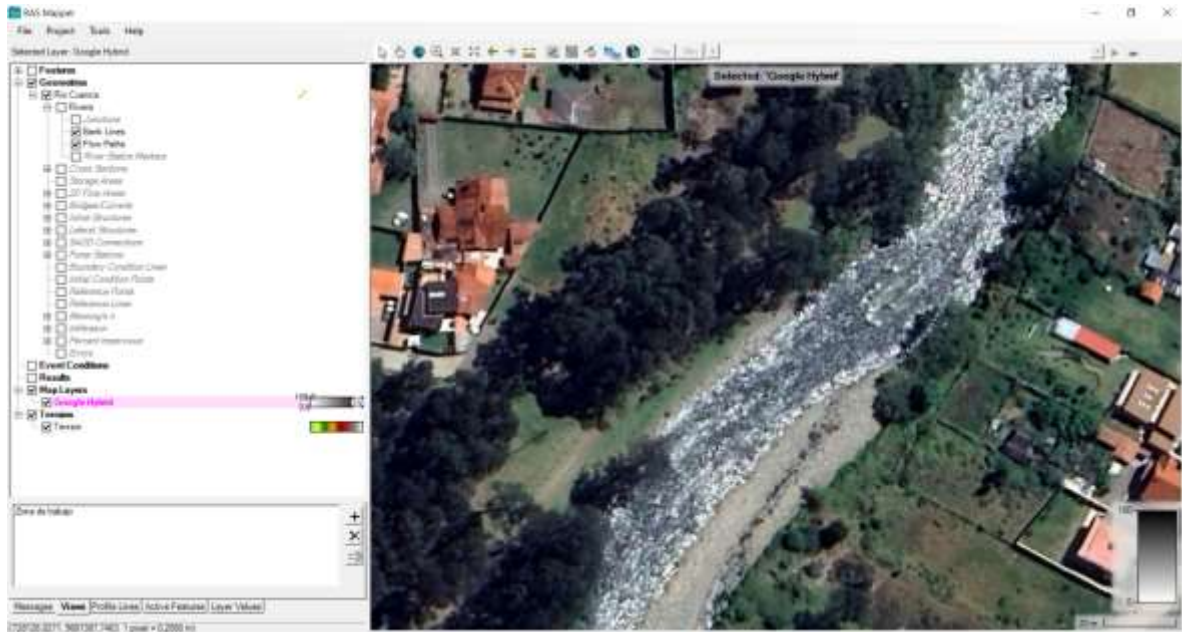 RAS Mapper
File Project Tools Help
Selected Layer: Google Hybrid
Selected: 'Google Hybrid'
Features
Geometries
Rio Cuenca
Rivers
Junctions
Bank Lines
Flow Paths
River Station Markers
Cross Sections
Storage Areas
2D Flow Areas
Bridges/Culverts
Inline Structures
Lateral Structures
SA/2D Connections
Pump Stations
Boundary Condition Lines
Initial Condition Points
Reference Points
Reference Lines
Manning's n
Infiltration
Percent Impervious
Errors
Event Conditions
Results
Map Layers
Google Hybrid
Terrains
Terrain
Zona de trabajo
Messages Views Profile Lines Active Features Layer Values
100
0
20 m